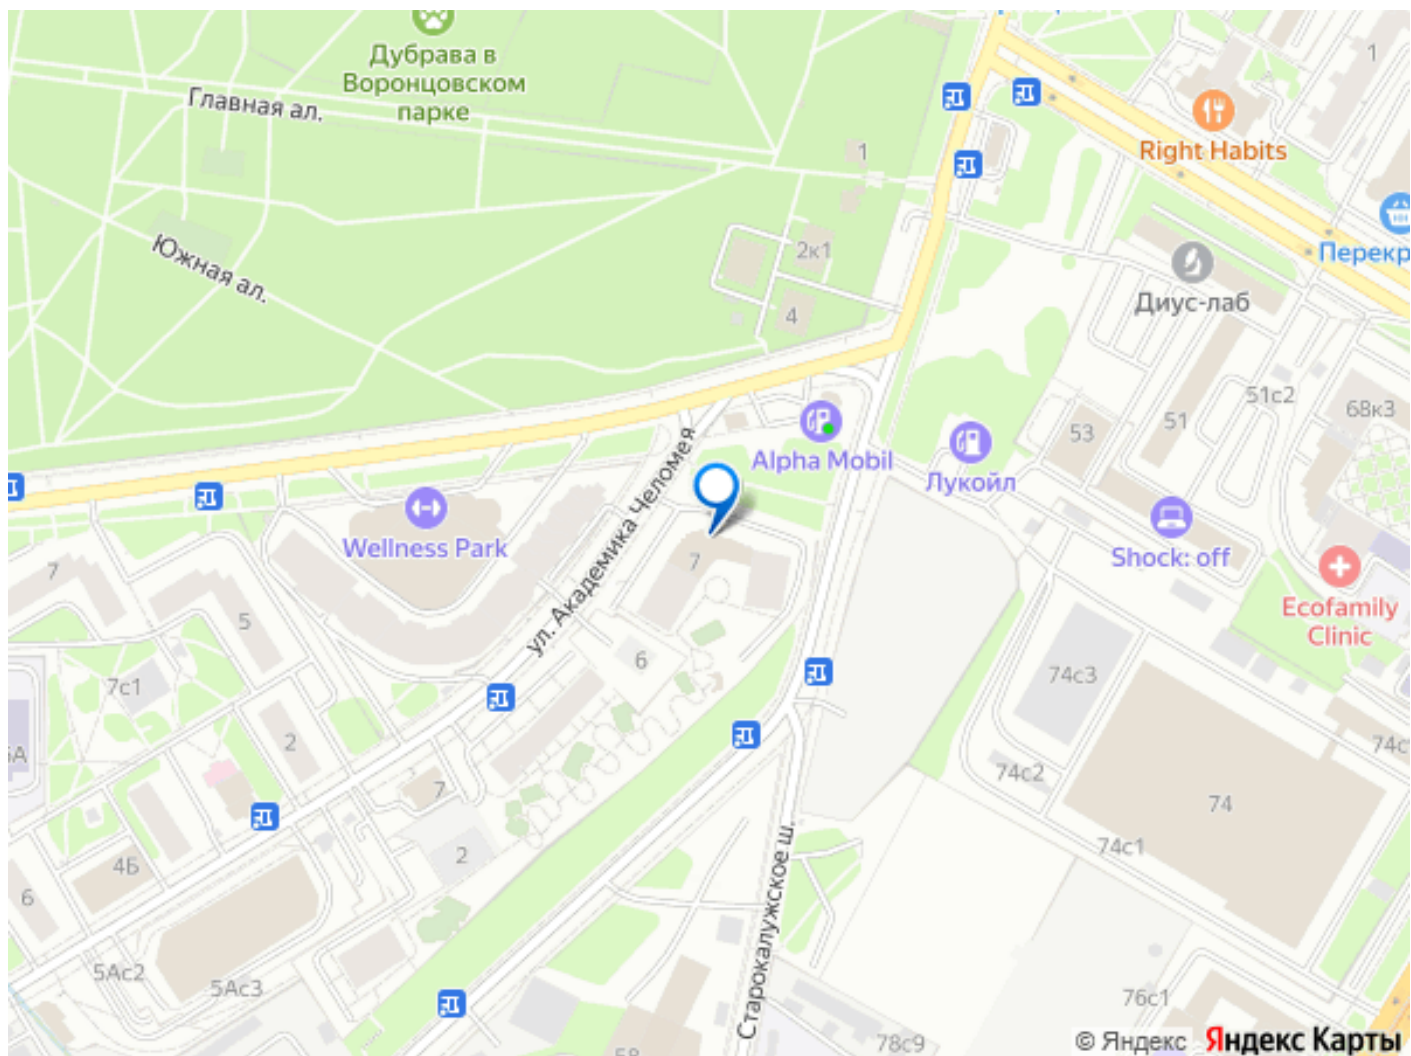 Дубрава в
Воронцовском
парке
Главная ал.
Южная ал.
1
Right Habits
1
2к1
4
Перекр
Диус-лаб
51с2
68к3
51
53
Alpha Mobil
Лукойл
ул. Академика Челомея
Wellness Park
Shock: off
7
7
5
Ecofamily
Clinic
6
74с3
7с1
2
74с
74с2
7
74
74с1
4Б
2
6
Старокалужское ш.
5Ас2
5Ас3
76с1
78с9
© Яндекс
Яндекс Карты